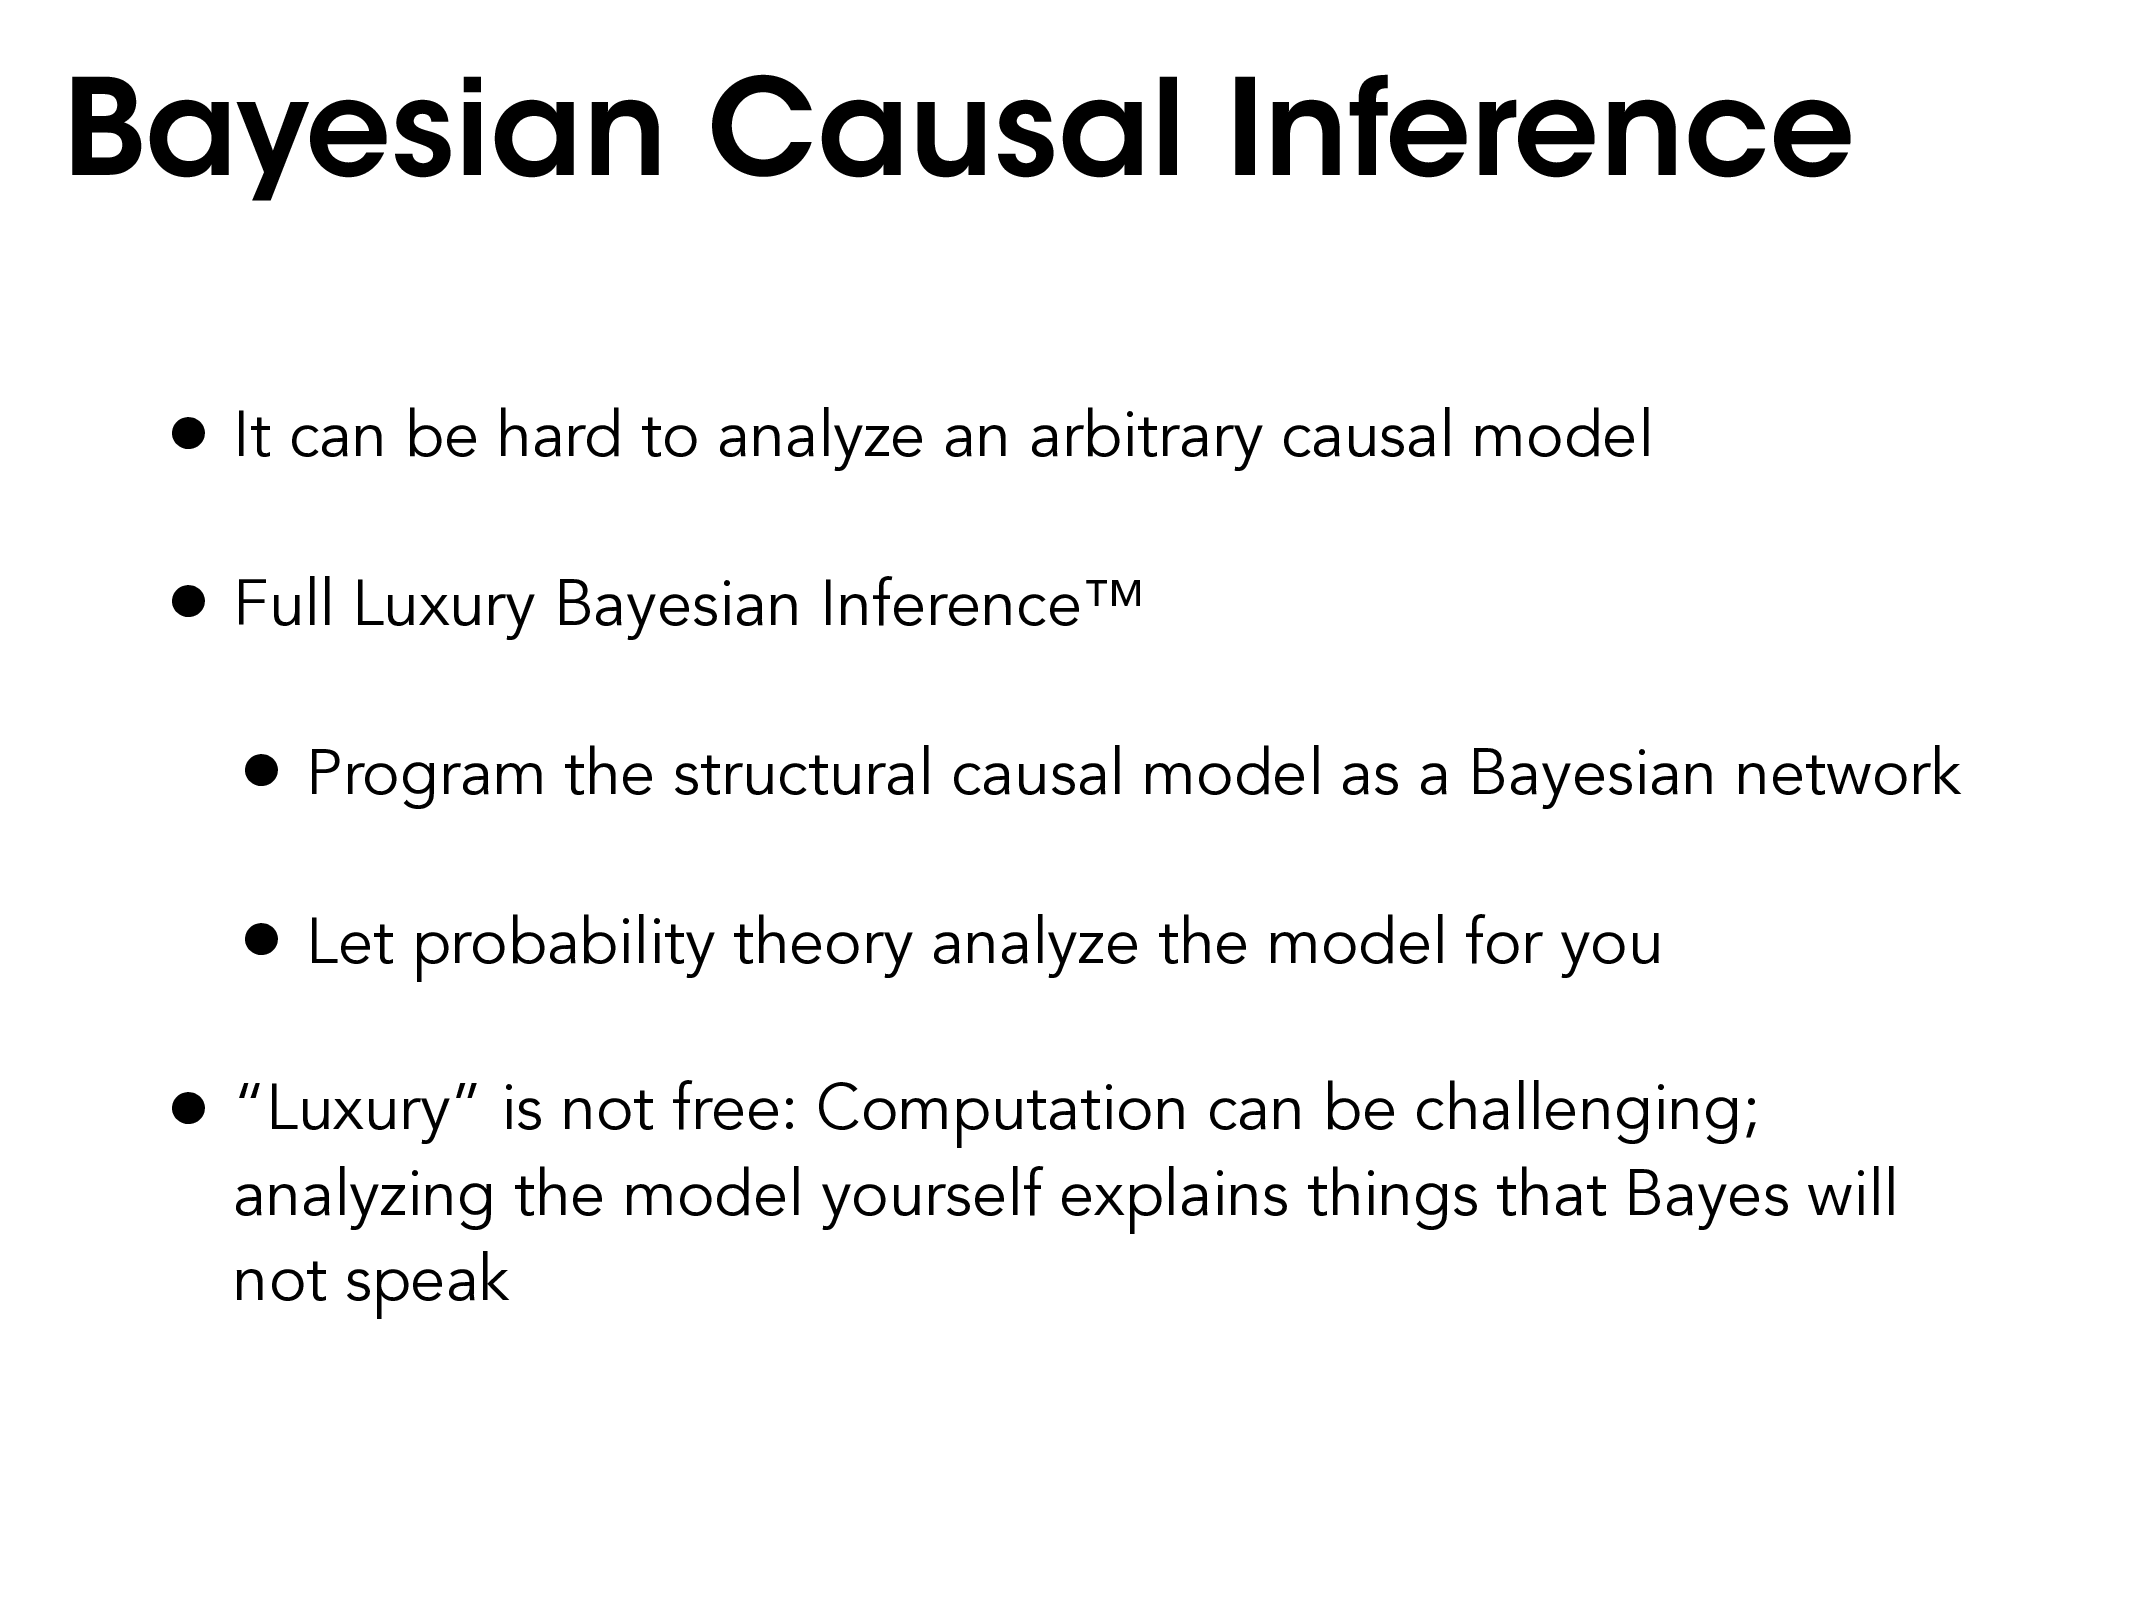 Bayesian Causal Inference
• It can be hard to analyze an arbitrary causal model
• Full Luxury Bayesian Inference™
• Program the structural causal model as a Bayesian network
• Let probability theory analyze the model for you
• “Luxury” is not free: Computation can be challenging;
analyzing the model yourself explains things that Bayes will
not speak